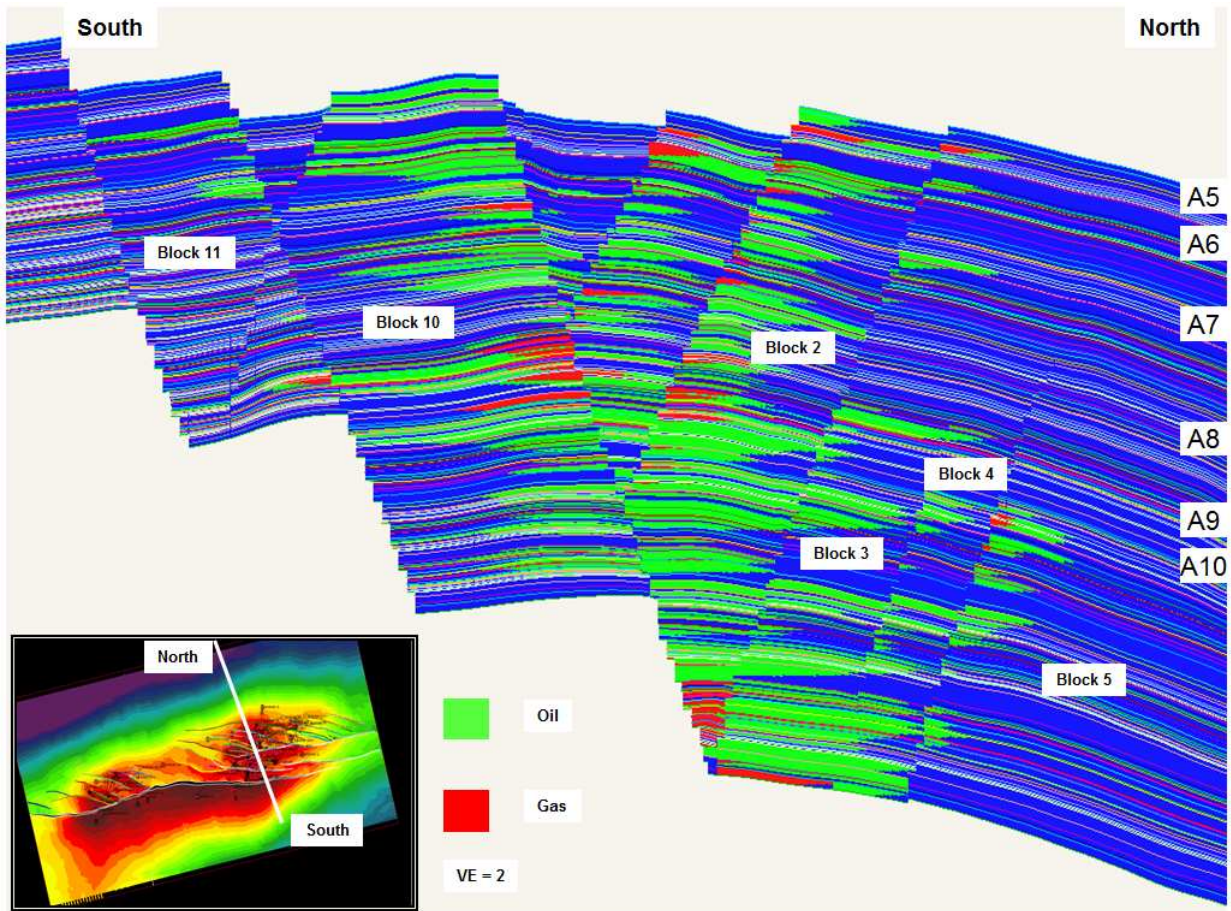 South
North
A5
A6
Block 11
A7
Block 10
Block 2
A8
Block 4
A9
Block 3
A10
North
Block 5
Oil
Gas
South
VE = 2